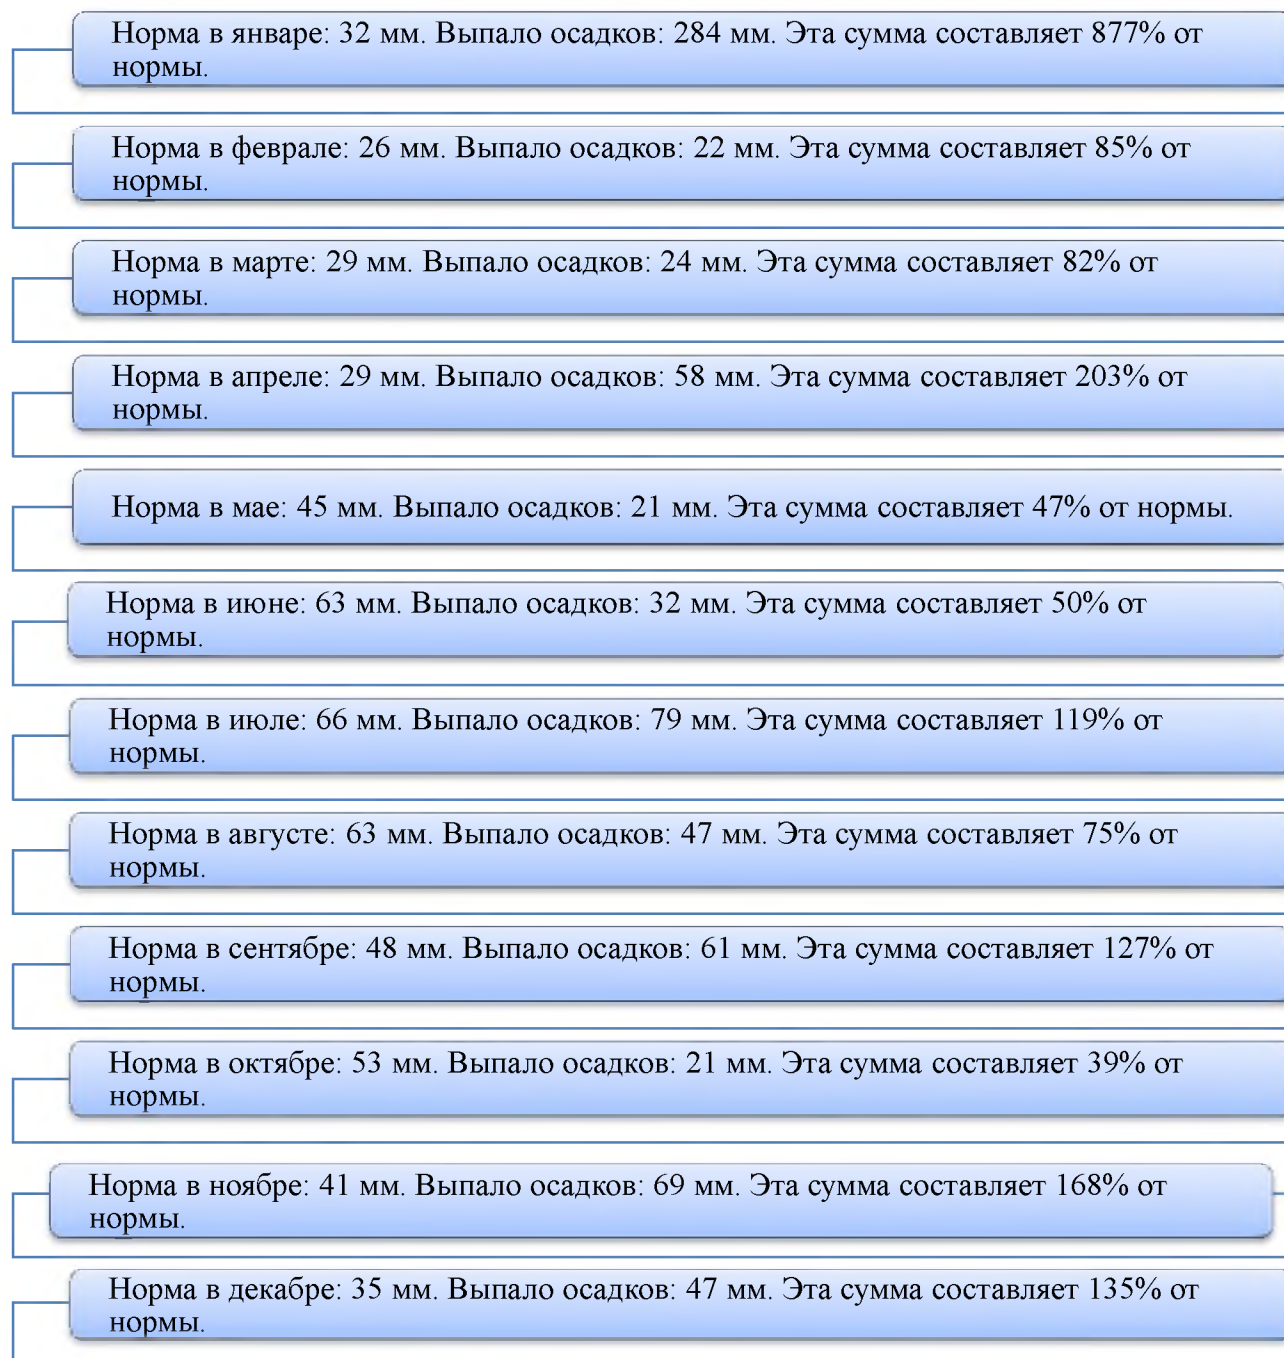 Норма в январе: 32 мм. Выпало осадков: 284 мм. Эта сумма составляет 877% от
нормы.
Норма в феврале: 26 мм. Выпало осадков: 22 мм. Эта сумма составляет 85% от
нормы.
Норма в марте: 29 мм. Выпало осадков: 24 мм. Эта сумма составляет 82% от
нормы.
Норма в апреле: 29 мм. Выпало осадков: 58 мм. Эта сумма составляет 203% от
нормы.
Норма в мае: 45 мм. Выпало осадков: 21 мм. Эта сумма составляет 47% от нормы.
Норма в июне: 63 мм. Выпало осадков: 32 мм. Эта сумма составляет 50% от
нормы.
Норма в июле: 66 мм. Выпало осадков: 79 мм. Эта сумма составляет 119% от
нормы.
Норма в августе: 63 мм. Выпало осадков: 47 мм. Эта сумма составляет 75% от
нормы.
Норма в сентябре: 48 мм. Выпало осадков: 61 мм. Эта сумма составляет 127% от
нормы.
Норма в октябре: 53 мм. Выпало осадков: 21 мм. Эта сумма составляет 39% от
нормы.
Норма в ноябре: 41 мм. Выпало осадков: 69 мм. Эта сумма составляет 168% от
нормы.
Норма в декабре: 35 мм. Выпало осадков: 47 мм. Эта сумма составляет 135% от
нормы.